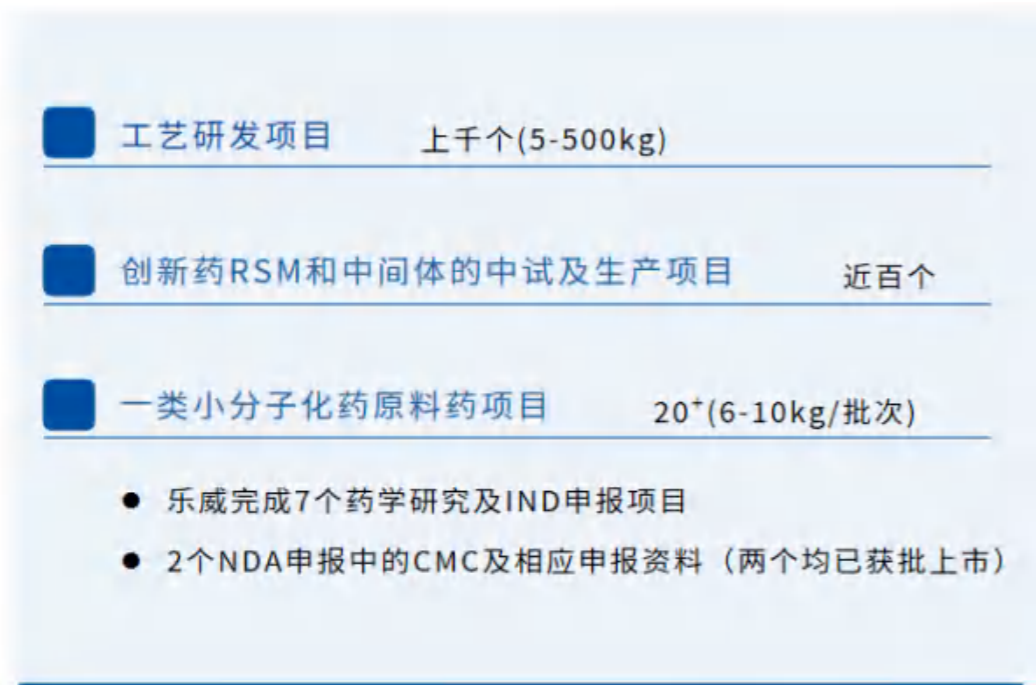 工艺研发项目 上千个(5-500kg)
创新药RSM和中间体的中试及生产项目 近百个
一类小分子化药原料药项目 20⁺(6-10kg/批次)
● 乐威完成7个药学研究及IND申报项目
● 2个NDA申报中的CMC及相应申报资料（两个均已获批上市）